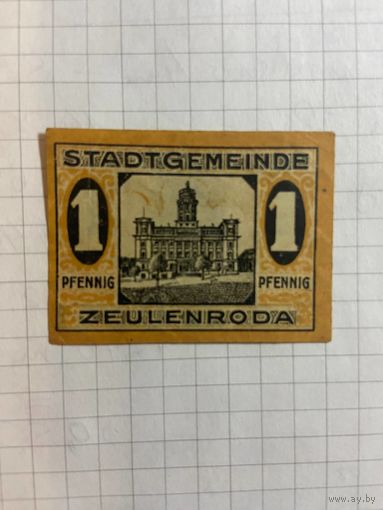 STADTGEMEINDE
1 1
PFENNIG PFENNIG
ZEULENRODA
www.ay.by